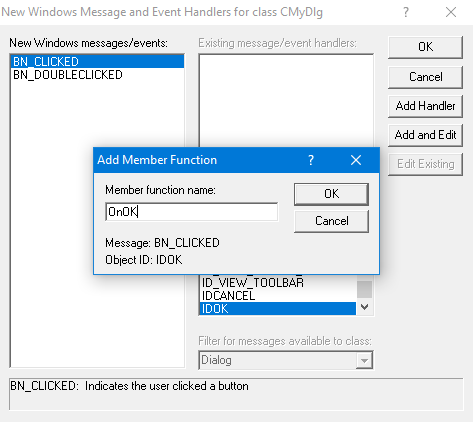 New Windows Message and Event Handlers for class CMyDlg
New Windows messages/events:
Existing message/event handlers:
OK
BN_CLICKED
BN_DOUBLECLICKED
Cancel
Add Handler
Add and Edit
Edit Existing
Add Member Function
? ×
Member function name:
OK
OnOK
Cancel
Message: BN_CLICKED
Object ID: IDOK
ID_VIEW_TOOLBAR
IDCANCEL
IDOK
Filter for messages available to class:
Dialog
BN_CLICKED: Indicates the user clicked a button